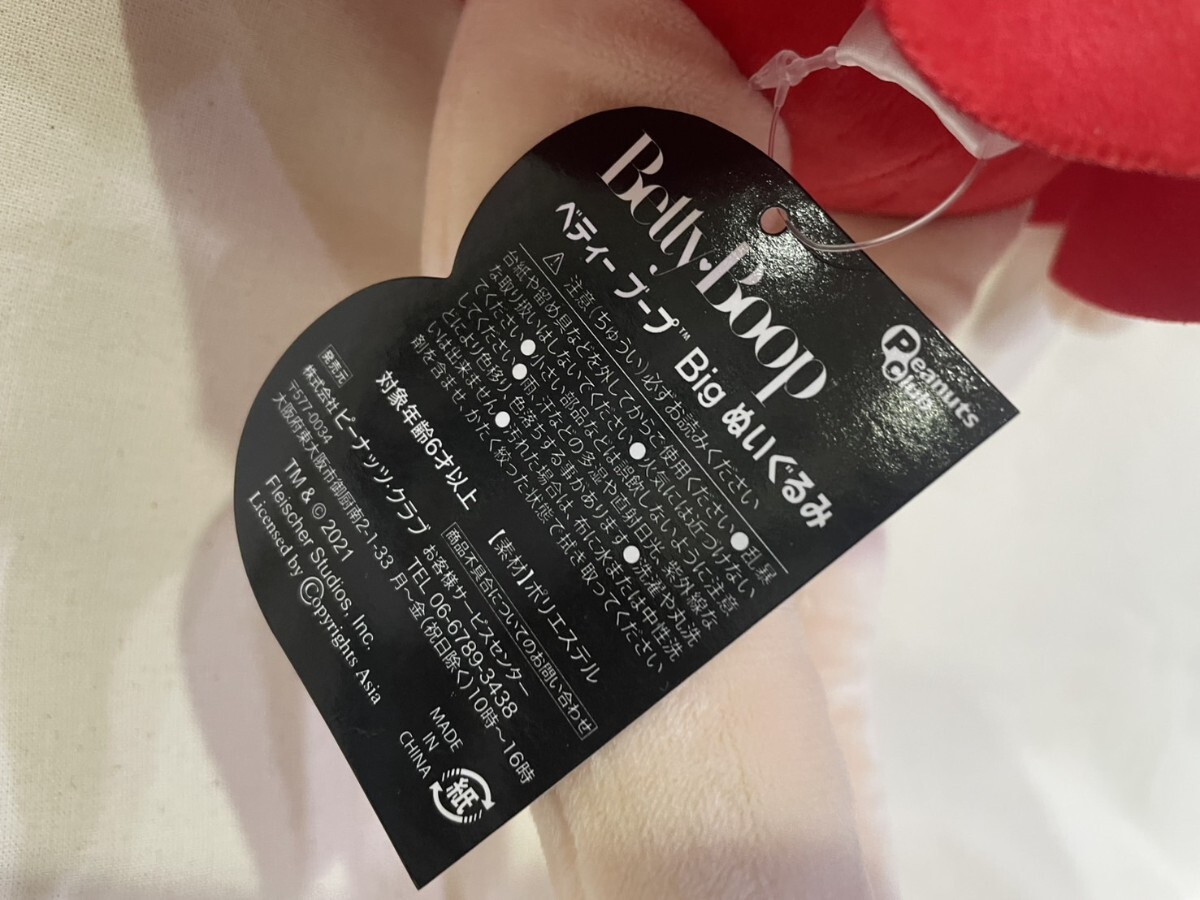 Betty Boop
Peanuts
Club
ベティー ブープ™ Big ぬいぐるみ
⚠ 注意(ちゅうい)必ずお読みください
台紙や留め具などを外してからご使用ください ●乱暴
な取り扱いはしないでください ●火気には近づけない
でください ●小さい部品などは誤飲しないように注意
してください ●雨、汗などの多湿や直射日光、紫外線な
どにより色移り、色落ちする事があります ●洗濯や丸洗
いは出来ません ●汚れた場合は、布に水または中性洗
剤を含ませ かたく絞った状態で拭き取ってください
対象年齢6才以上
【素材】ポリエステル
発売元
株式会社ピーナッツ・クラブ
〒577-0034
大阪府東大阪市御厨南2-1-33
商品不具合についてのお問い合わせ
お客様サービスセンター
TEL 06-6789-3438
月～金(祝日除く)10時～16時
TM & © 2021
Fleischer Studios, Inc.
Licensed by Copyrights Asia
MADE
IN
CHINA
紙